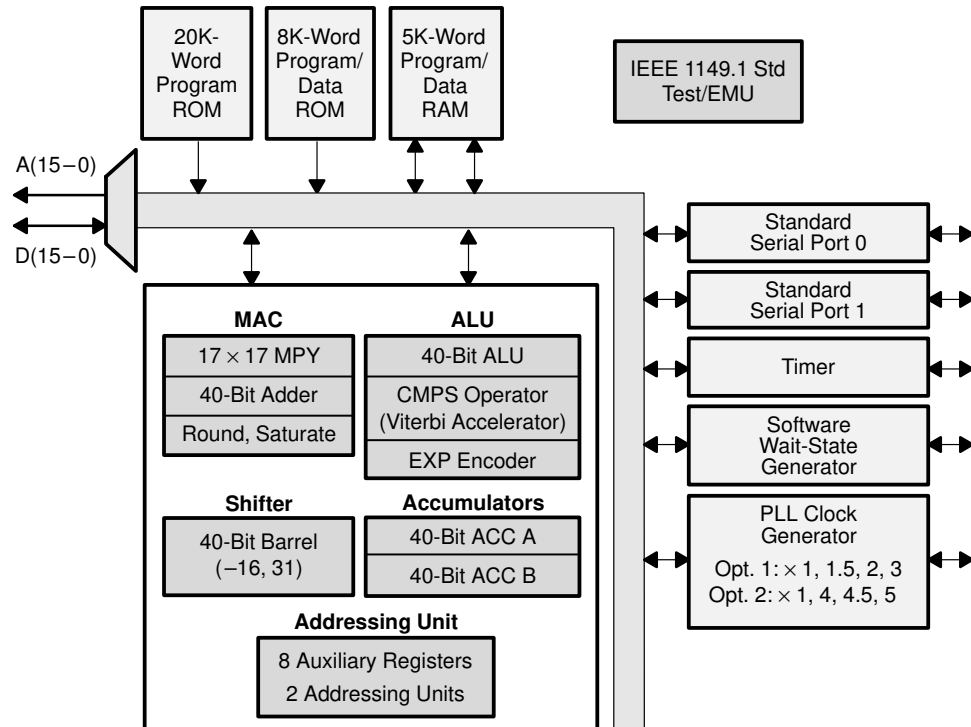 20K-
Word
Program
ROM
8K-Word
Program/
Data
ROM
5K-Word
Program/
Data
RAM
IEEE 1149.1 Std
Test/EMU
A(15−0)
D(15−0)
Standard
Serial Port 0
Standard
Serial Port 1
Timer
Software
Wait-State
Generator
PLL Clock
Generator
Opt. 1: × 1, 1.5, 2, 3
Opt. 2: × 1, 4, 4.5, 5
MAC
17 × 17 MPY
40-Bit Adder
Round, Saturate
ALU
40-Bit ALU
CMPS Operator
(Viterbi Accelerator)
EXP Encoder
Shifter
40-Bit Barrel
(−16, 31)
Accumulators
40-Bit ACC A
40-Bit ACC B
Addressing Unit
8 Auxiliary Registers
2 Addressing Units